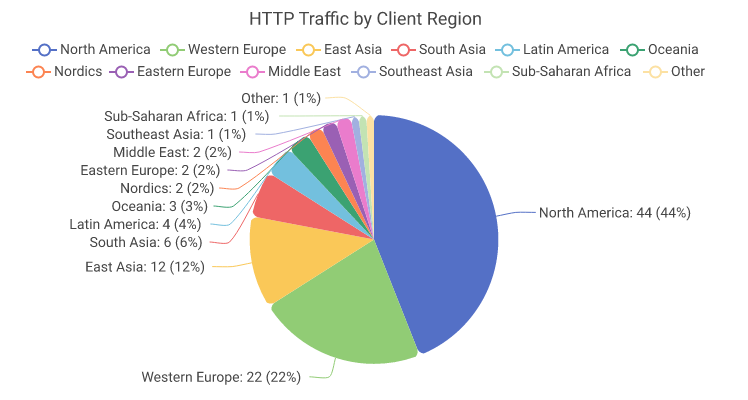 HTTP Traffic by Client Region
North America Western Europe East Asia South Asia Latin America Oceania
Nordics Eastern Europe Middle East Southeast Asia Sub-Saharan Africa Other
Other: 1 (1%)
Sub-Saharan Africa: 1 (1%)
Southeast Asia: 1 (1%)
Middle East: 2 (2%)
Eastern Europe: 2 (2%)
Nordics: 2 (2%)
Oceania: 3 (3%)
Latin America: 4 (4%)
South Asia: 6 (6%)
East Asia: 12 (12%)
Western Europe: 22 (22%)
North America: 44 (44%)